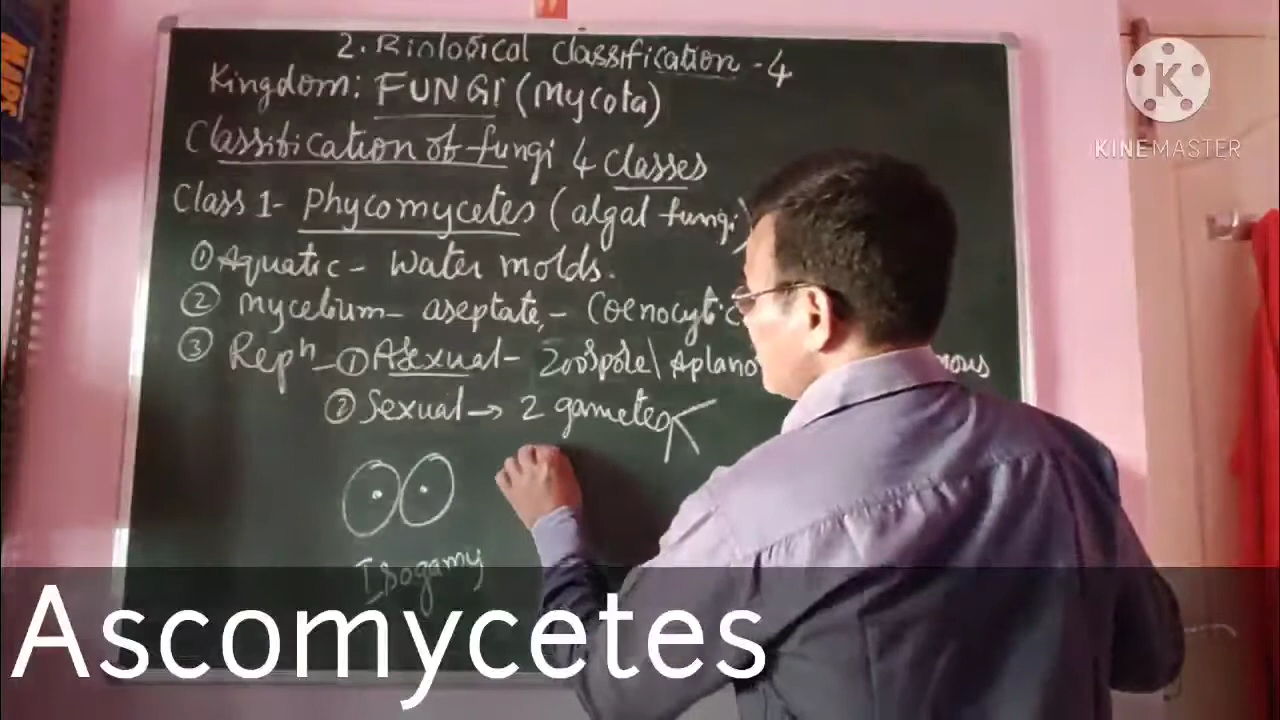 2. Biological classification - 4
Kingdom: FUNGI (Mycota)
Classification of fungi 4 Classes
Class 1- Phycomycetes (algal fungi)
① Aquatic - Water molds.
② Mycelium - aseptate, - Coenocytic
③ Repⁿ - ① Asexual - Zoospore\ Aplano
② Sexual → 2 gametes
Isogamy
Ascomycetes
K
KINEMASTER